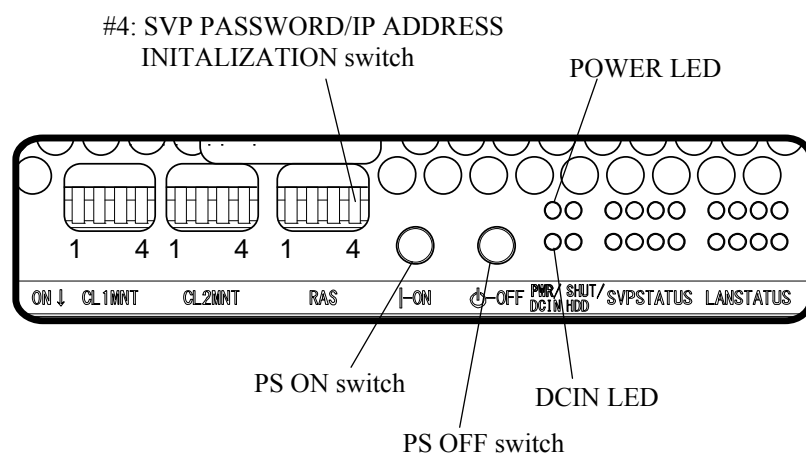 #4: SVP PASSWORD/IP ADDRESS
INITALIZATION switch
POWER LED
1 4 1 4 1 4
ON ↓ CL1MNT CL2MNT RAS |-ON ⏻-OFF PWR/ SHUT/ SVPSTATUS LANSTATUS
DCIN HDD
PS ON switch
DCIN LED
PS OFF switch